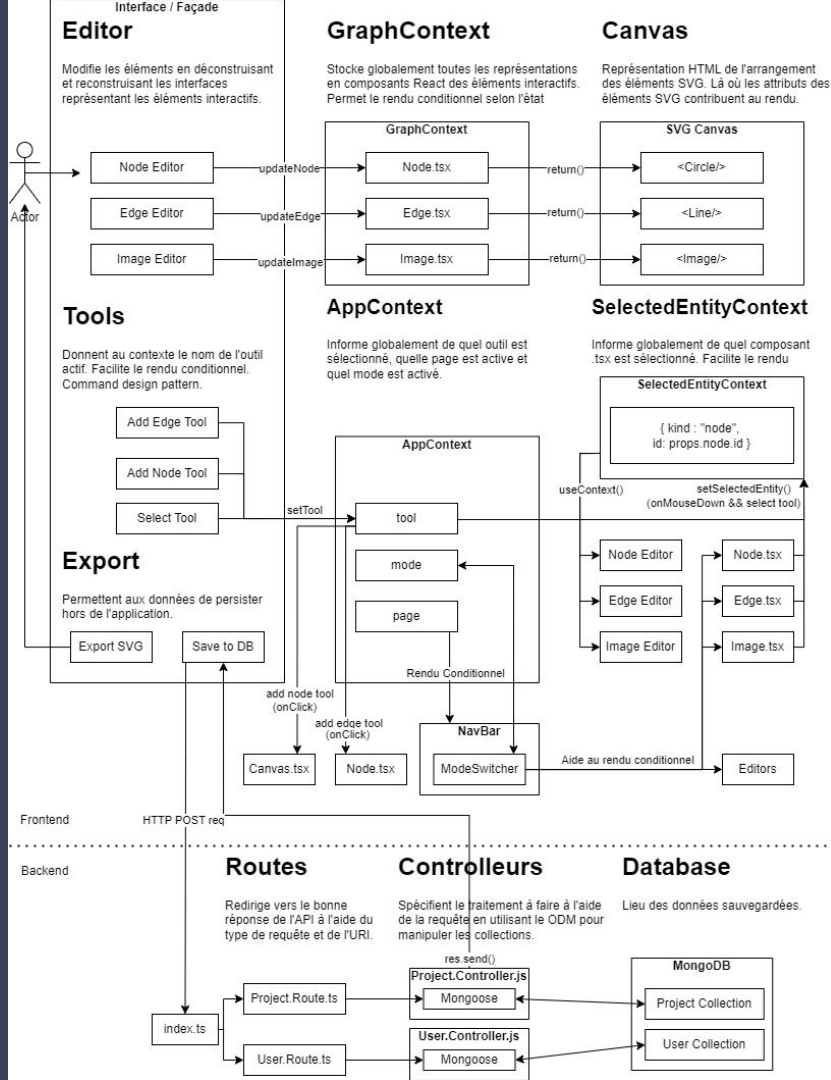 Interface / Façade
Editor
Modifie les éléments en déconstruisant
et reconstruisant les interfaces
représentant les éléments interactifs.
GraphContext
Stocke globalement toutes les représentations
en composants React des éléments interactifs.
Permet le rendu conditionnel selon l'état
Canvas
Représentation HTML de l'arrangement
des éléments SVG. Là où les attributs des
éléments SVG contribuent au rendu.
Actor
Node Editor
Edge Editor
Image Editor
updateNode
updateEdge
updateImage
GraphContext
Node.tsx
Edge.tsx
Image.tsx
return()
return()
return()
SVG Canvas
<Circle/>
<Line/>
<Image/>
Tools
Donnent au contexte le nom de l'outil
actif. Facilite le rendu conditionnel.
Command design pattern.
AppContext
Informe globalement de quel outil est
sélectionné, quelle page est active et
quel mode est activé.
SelectedEntityContext
Informe globalement de quel composant
.tsx est sélectionné. Facilite le rendu
SelectedEntityContext
{ kind : "node",
id: props.node.id }
Add Edge Tool
Add Node Tool
Select Tool
setTool
AppContext
tool
mode
page
useContext()
setSelectedEntity()
(onMouseDown && select tool)
Node Editor
Edge Editor
Image Editor
Node.tsx
Edge.tsx
Image.tsx
Export
Permettent aux données de persister
hors de l'application.
Export SVG
Save to DB
Rendu Conditionnel
add node tool
(onClick)
add edge tool
(onClick)
Canvas.tsx
Node.tsx
NavBar
ModeSwitcher
Aide au rendu conditionnel
Editors
Frontend
HTTP POST req
Backend
Routes
Redirige vers le bonne
réponse de l'API à l'aide du
type de requête et de l'URI.
Controlleurs
Spécifient le traitement à faire à l'aide
de la requête en utilisant le ODM pour
manipuler les collections.
Database
Lieu des données sauvegardées.
res.send()
index.ts
Project.Route.ts
User.Route.ts
Project.Controller.js
Mongoose
User.Controller.js
Mongoose
MongoDB
Project Collection
User Collection